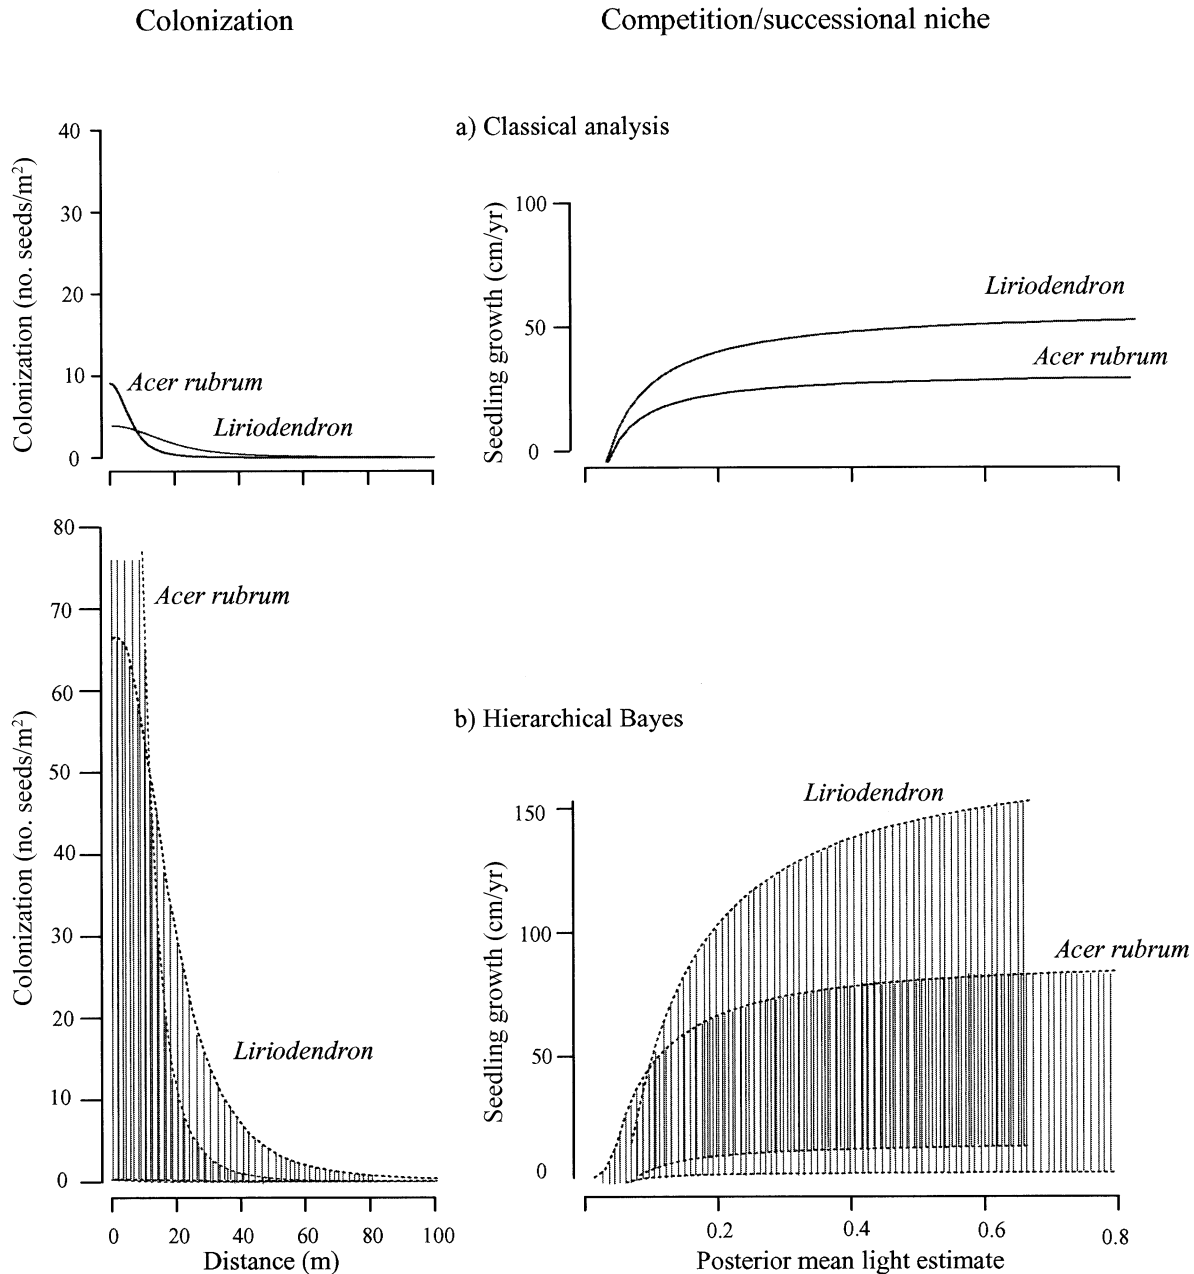 Colonization
Competition/successional niche
a) Classical analysis
Colonization (no. seeds/m²)
40
30
20
10
0
Acer rubrum
Liriodendron
Seedling growth (cm/yr)
100
50
0
Liriodendron
Acer rubrum
b) Hierarchical Bayes
Colonization (no. seeds/m²)
80
70
60
50
40
30
20
10
0
Acer rubrum
Liriodendron
0 20 40 60 80 100
Distance (m)
Seedling growth (cm/yr)
150
100
50
0
Liriodendron
Acer rubrum
0.2 0.4 0.6 0.8
Posterior mean light estimate